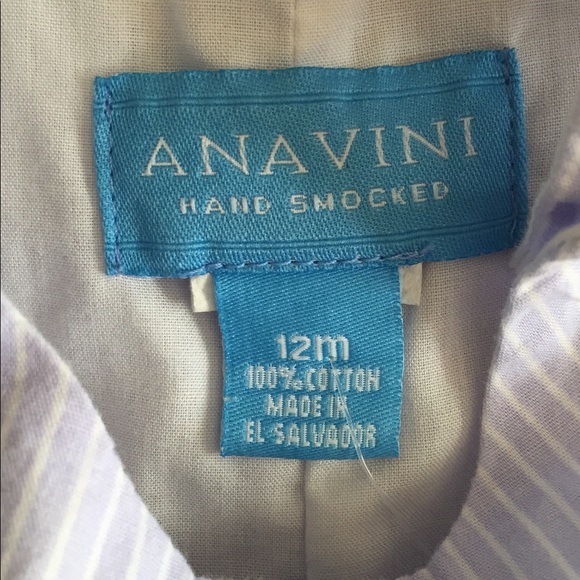 ANAVINI
HAND SMOCKED
12m
100% COTTON
MADE IN
EL SALVADOR